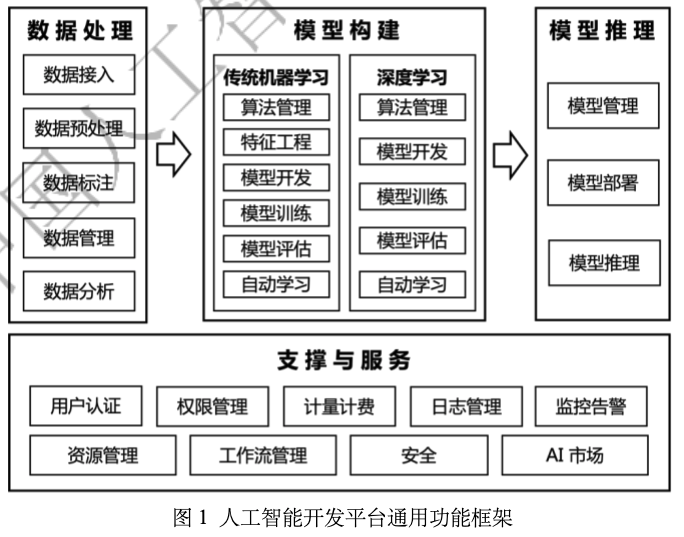 数据处理
数据接入
数据预处理
数据标注
数据管理
数据分析
模型构建
传统机器学习
算法管理
特征工程
模型开发
模型训练
模型评估
自动学习
深度学习
算法管理
模型开发
模型训练
模型评估
自动学习
模型推理
模型管理
模型部署
模型推理
支撑与服务
用户认证 权限管理 计量计费 日志管理 监控告警
资源管理 工作流管理 安全 AI 市场
图 1 人工智能开发平台通用功能框架
中国人工智